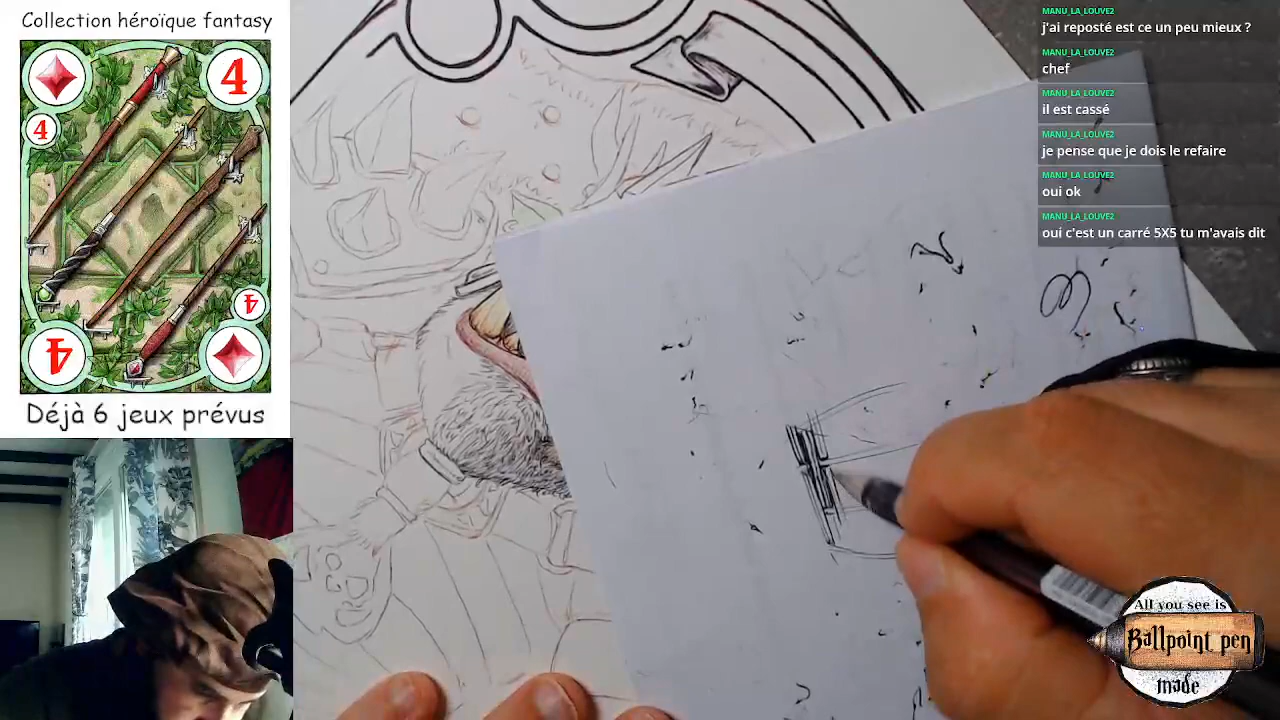 Collection héroïque fantasy
4
4
4
4
Déjà 6 jeux prévus
MANU_LA_LOUVE2
j'ai reposté est ce un peu mieux ?
MANU_LA_LOUVE2
chef
MANU_LA_LOUVE2
il est cassé
MANU_LA_LOUVE2
je pense que je dois le refaire
MANU_LA_LOUVE2
oui ok
MANU_LA_LOUVE2
oui c'est un carré 5X5 tu m'avais dit
All you see is
Ballpoint pen
made